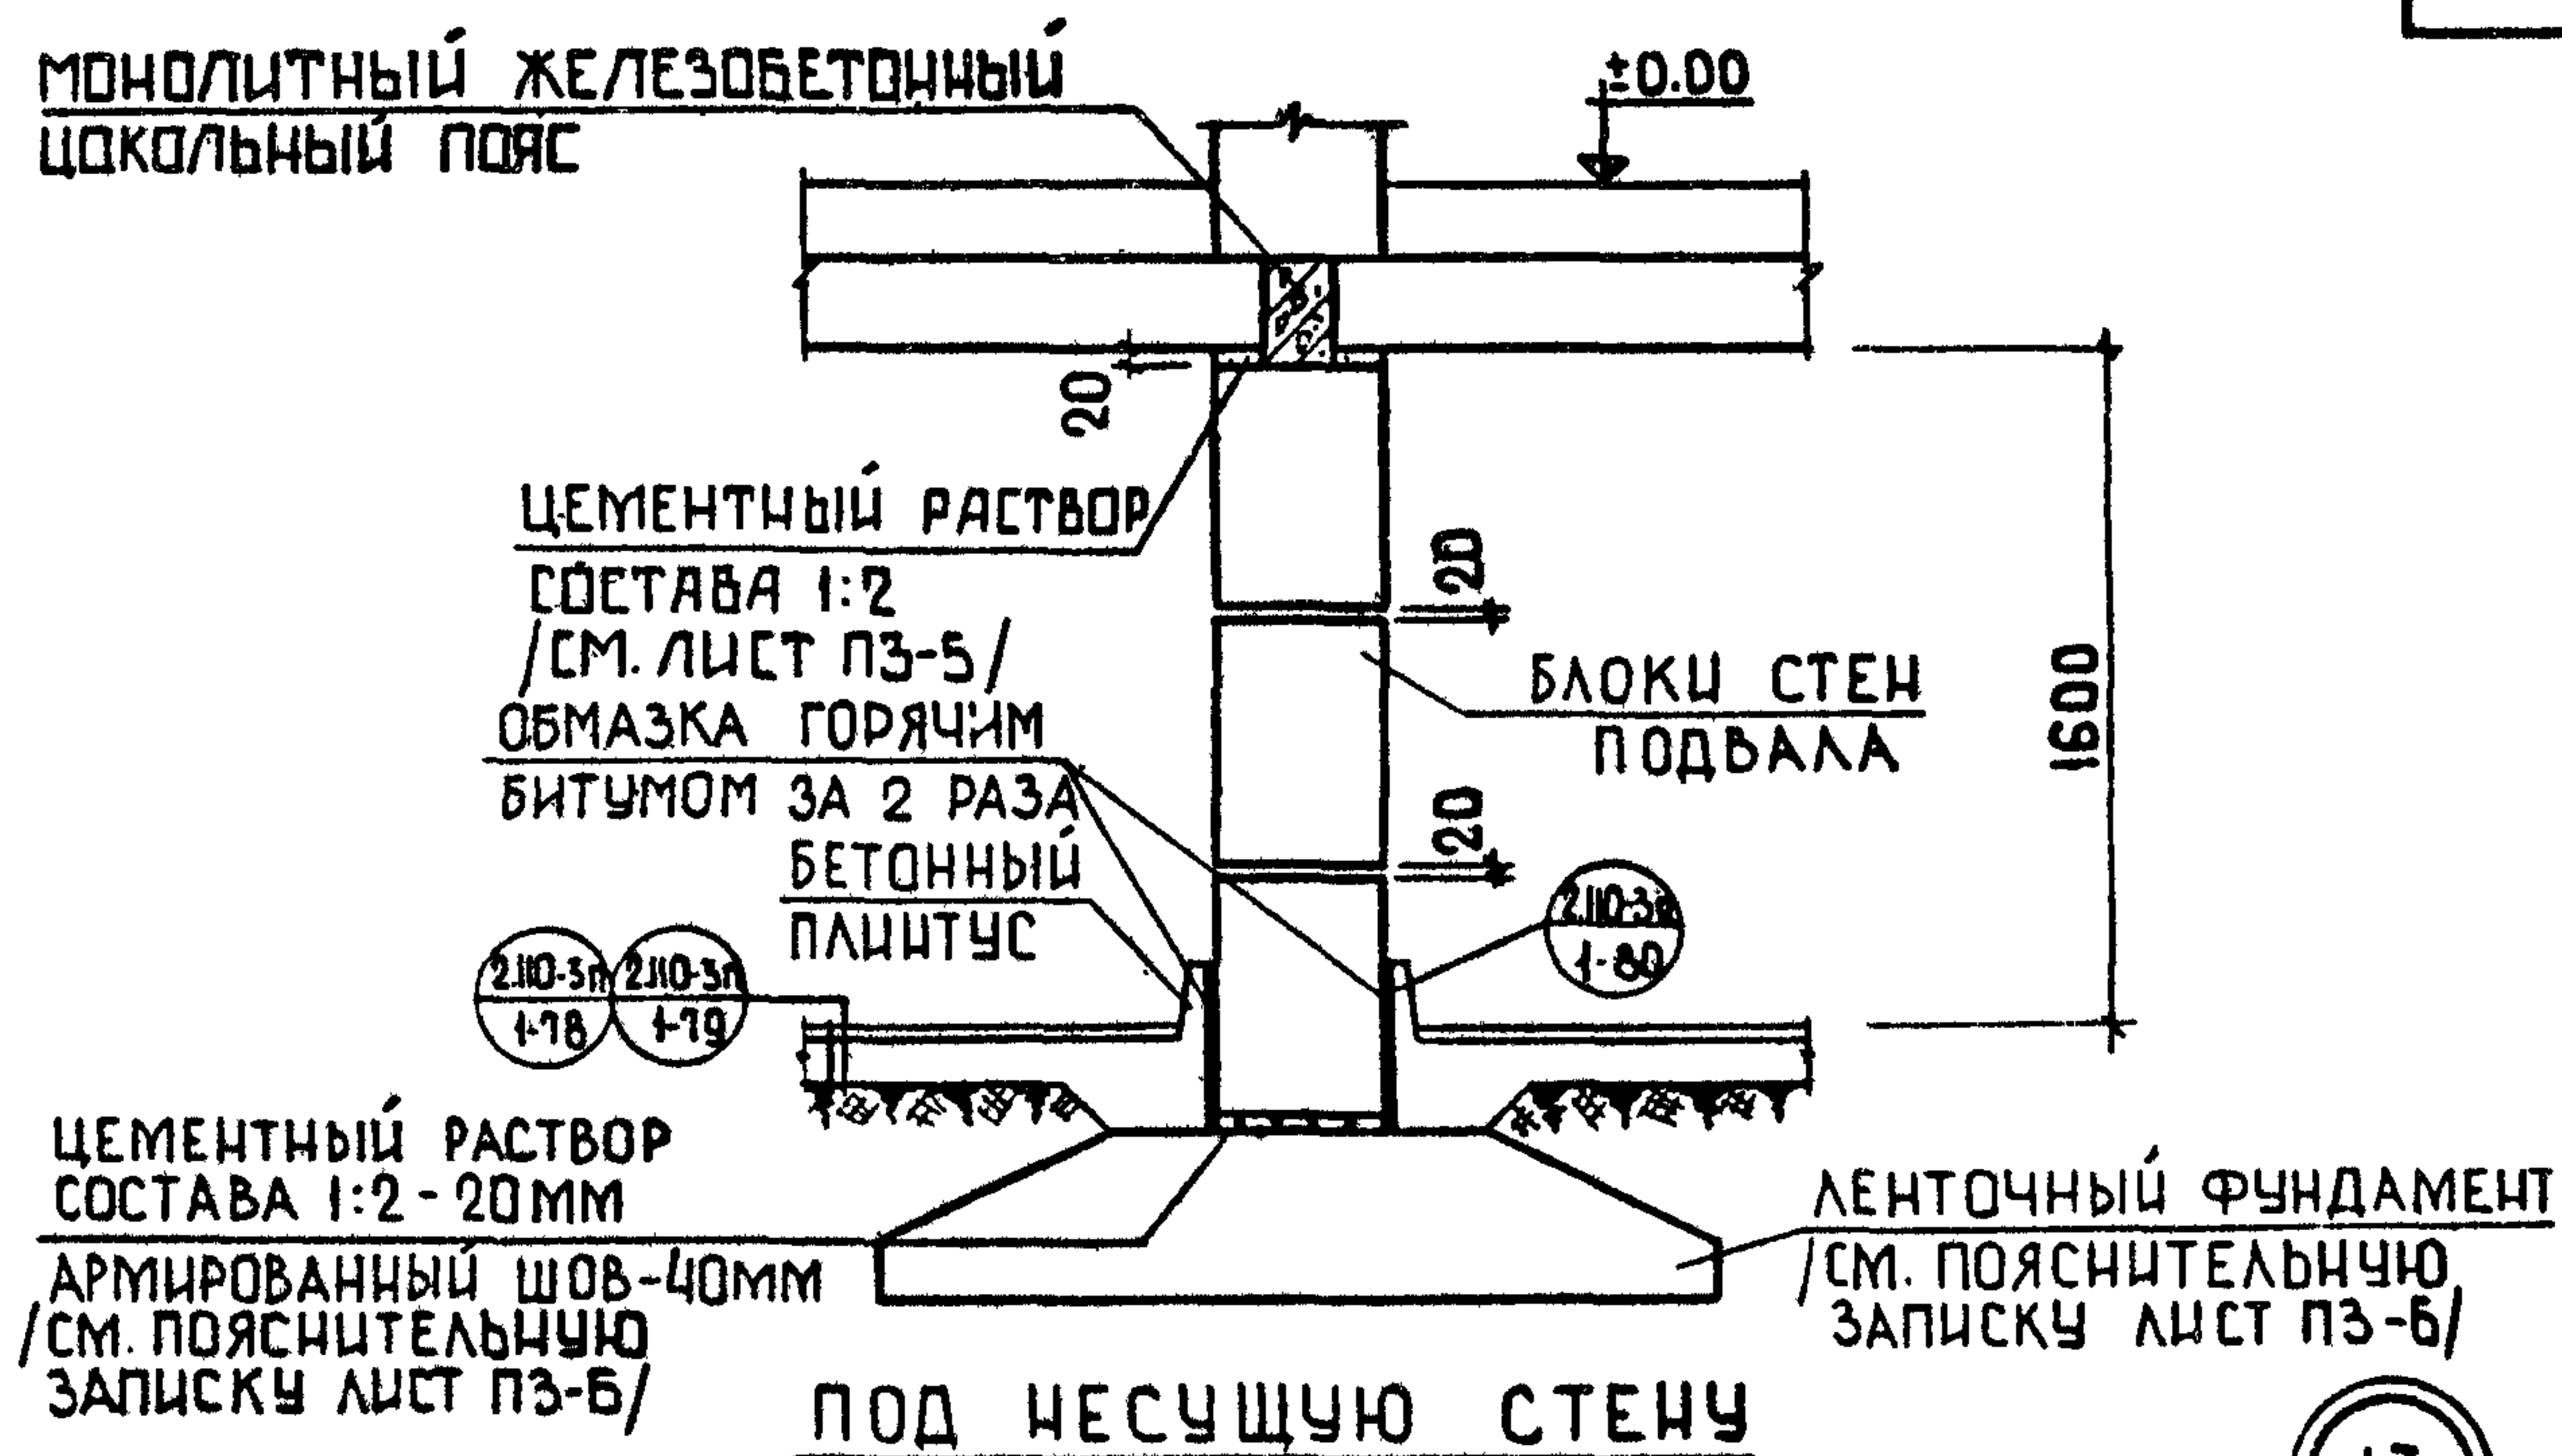 МОНОЛИТНЫЙ ЖЕЛЕЗОБЕТОННЫЙ
ЦОКОЛЬНЫЙ ПОЯС
±0.00
20
ЦЕМЕНТНЫЙ РАСТВОР
СОСТАВА 1:2
/СМ. ЛИСТ ПЗ-5/
20
БЛОКИ СТЕН
ПОДВАЛА
1600
ОБМАЗКА ГОРЯЧИМ
БИТУМОМ ЗА 2 РАЗА
20
БЕТОННЫЙ
ПЛИНТУС
2.110-3п
1-78
2.110-3п
1-79
2.110-3п
1-80
ЦЕМЕНТНЫЙ РАСТВОР
СОСТАВА 1:2-20ММ
АРМИРОВАННЫЙ ШОВ-40ММ
/СМ. ПОЯСНИТЕЛЬНУЮ
ЗАПИСКУ ЛИСТ ПЗ-6/
ЛЕНТОЧНЫЙ ФУНДАМЕНТ
/СМ. ПОЯСНИТЕЛЬНУЮ
ЗАПИСКУ ЛИСТ ПЗ-6/
ПОД НЕСУЩУЮ СТЕНУ